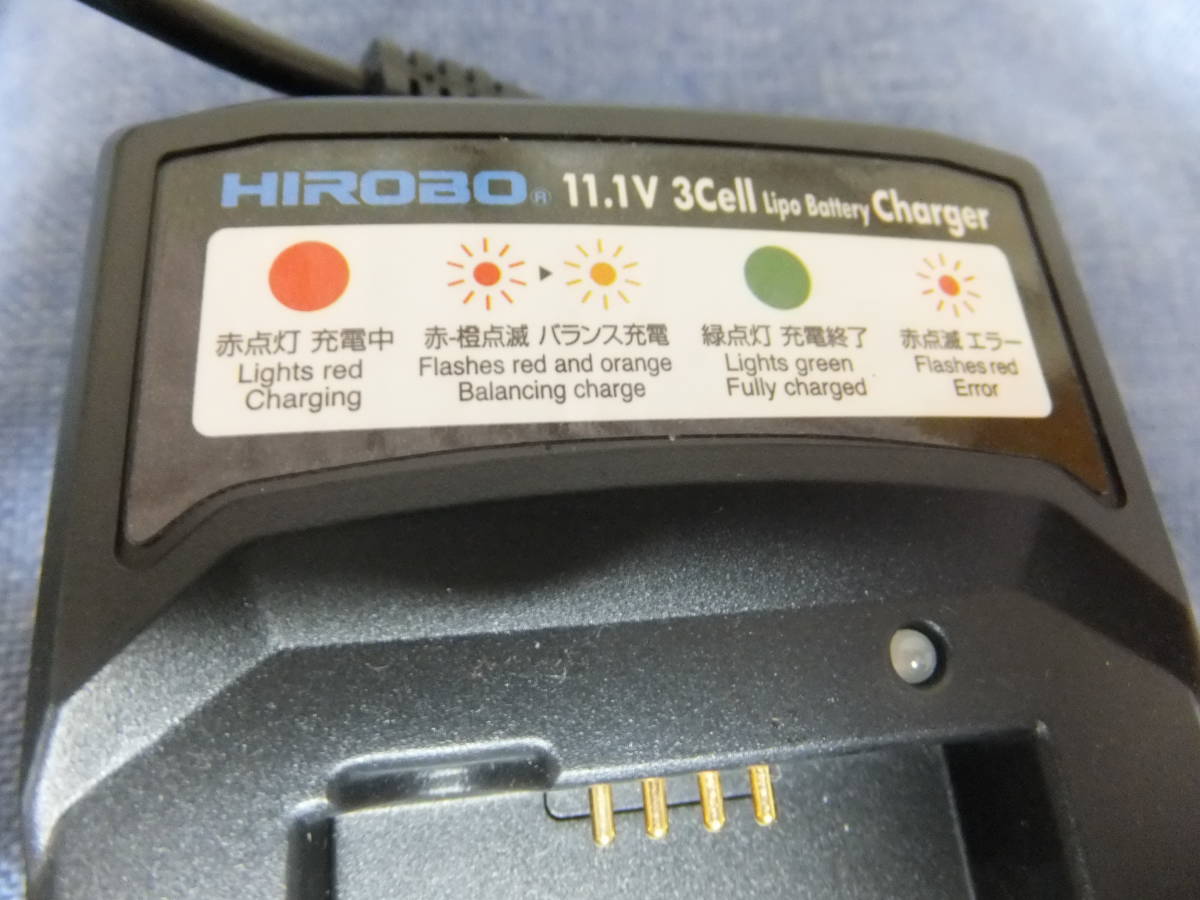 HIROBO® 11.1V 3Cell Lipo Battery Charger
赤点灯 充電中
Lights red
Charging
赤-橙点滅 バランス充電
Flashes red and orange
Balancing charge
緑点灯 充電終了
Lights green
Fully charged
赤点滅 エラー
Flashes red
Error